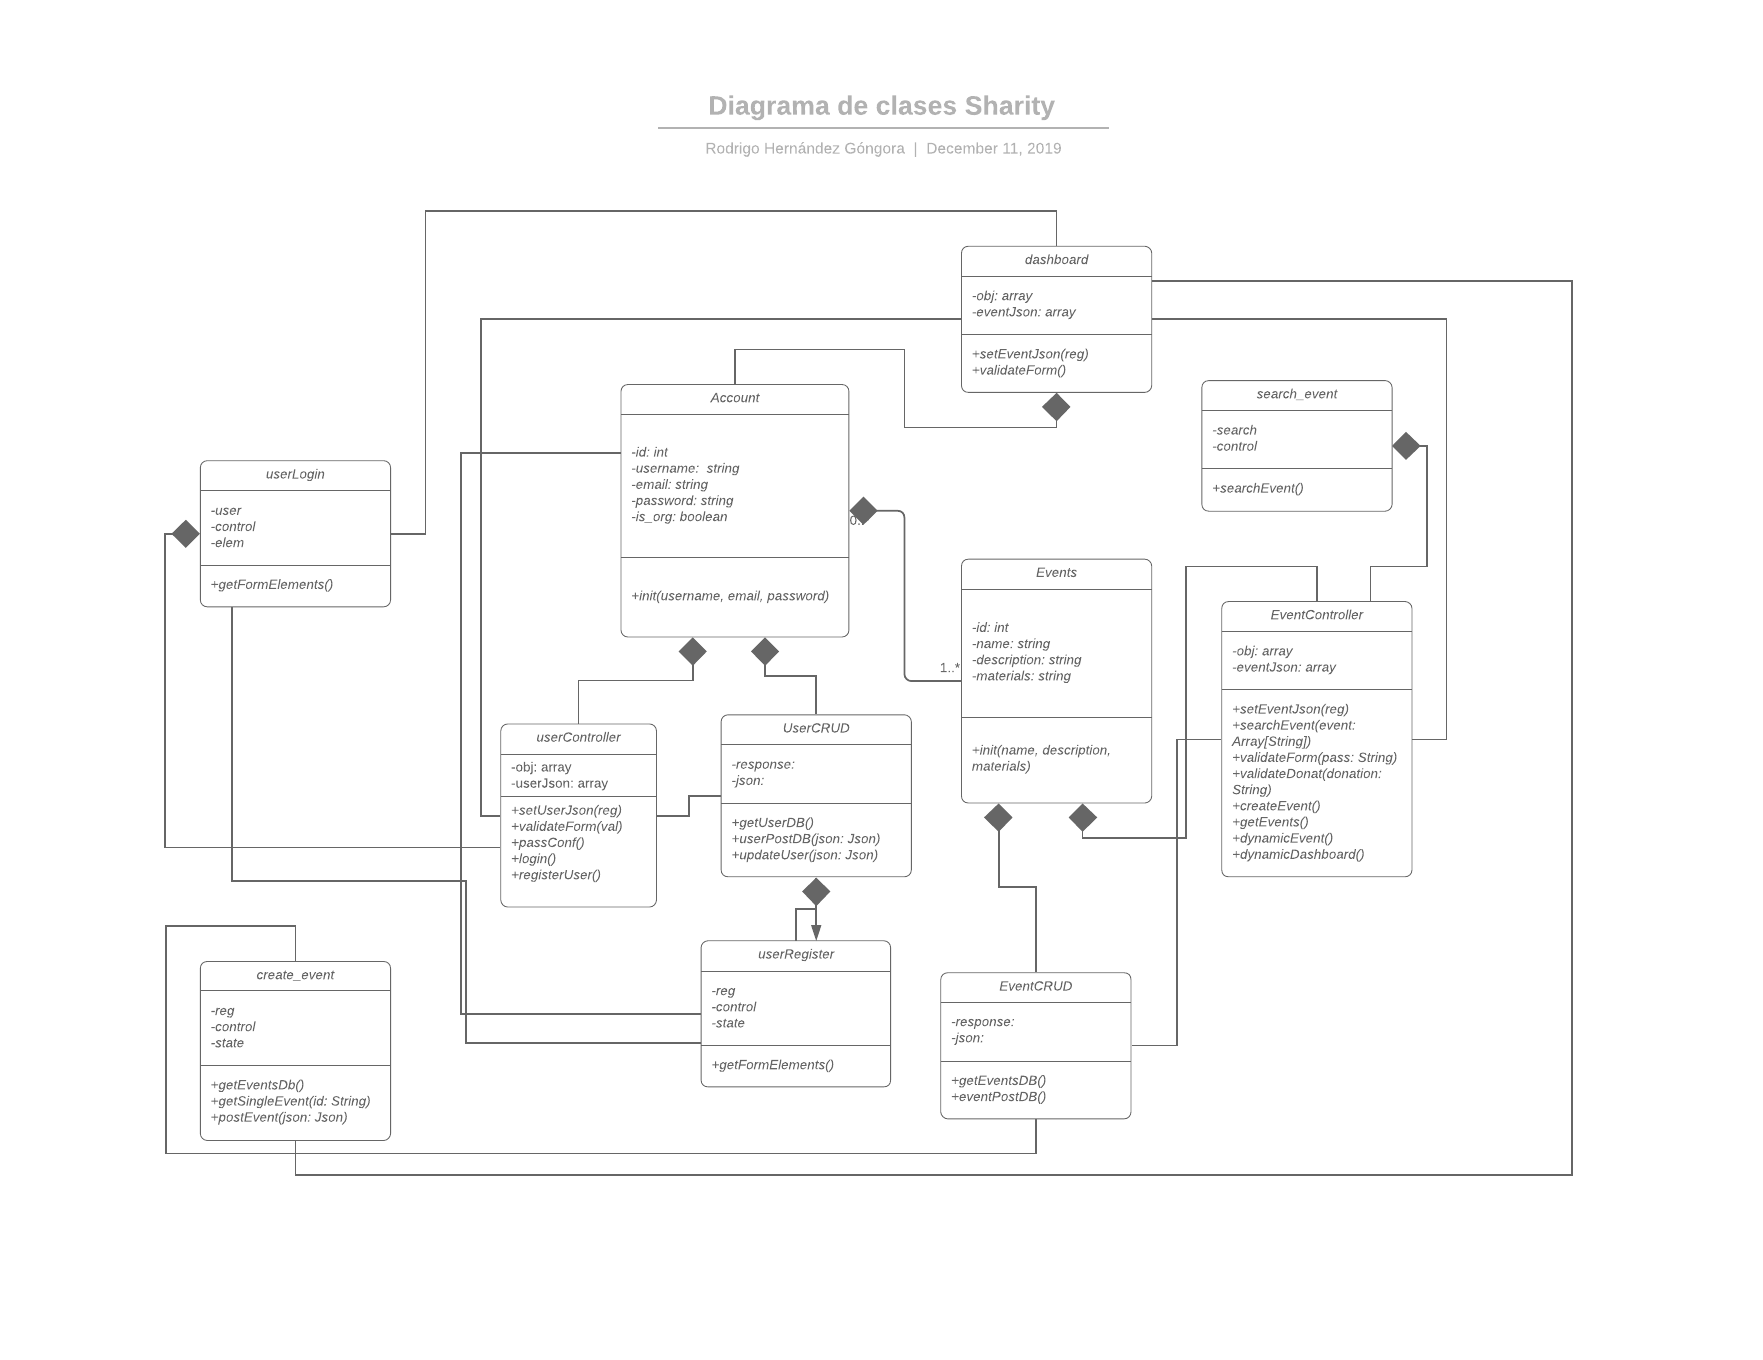 Diagrama de clases Sharity
Rodrigo Hernández Góngora | December 11, 2019
dashboard
-obj: array
-eventJson: array
+setEventJson(reg)
+validateForm()
Account
-id: int
-username:  string
-email: string
-password: string
-is_org: boolean
+init(username, email, password)
search_event
-search
-control
+searchEvent()
userLogin
-user
-control
-elem
+getFormElements()
Events
-id: int
-name: string
-description: string
-materials: string
+init(name, description,
materials)
1..*
EventController
-obj: array
-eventJson: array
+setEventJson(reg)
+searchEvent(event:
Array[String])
+validateForm(pass: String)
+validateDonat(donation:
String)
+createEvent()
+getEvents()
+dynamicEvent()
+dynamicDashboard()
userController
-obj: array
-userJson: array
+setUserJson(reg)
+validateForm(val)
+passConf()
+login()
+registerUser()
UserCRUD
-response:
-json:
+getUserDB()
+userPostDB(json: Json)
+updateUser(json: Json)
userRegister
-reg
-control
-state
+getFormElements()
create_event
-reg
-control
-state
+getEventsDb()
+getSingleEvent(id: String)
+postEvent(json: Json)
EventCRUD
-response:
-json:
+getEventsDB()
+eventPostDB()